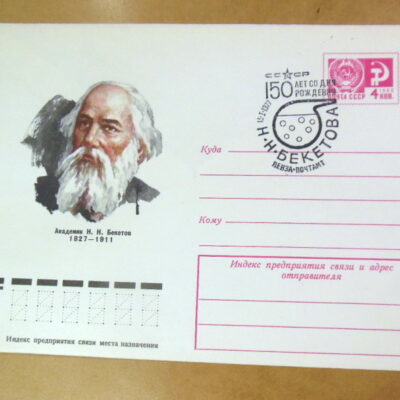 СССР
150 ЛЕТ СО ДНЯ
РОЖДЕНИЯ
Н.Н.БЕКЕТОВА
ПЕНЗА-ПОЧТАМТ
ПОЧТА СССР
4 КОП.
Куда
Кому
Академик Н. Н. Бекетов
1827—1911
Индекс предприятия связи и адрес
отправителя
Индекс предприятия связи места назначения